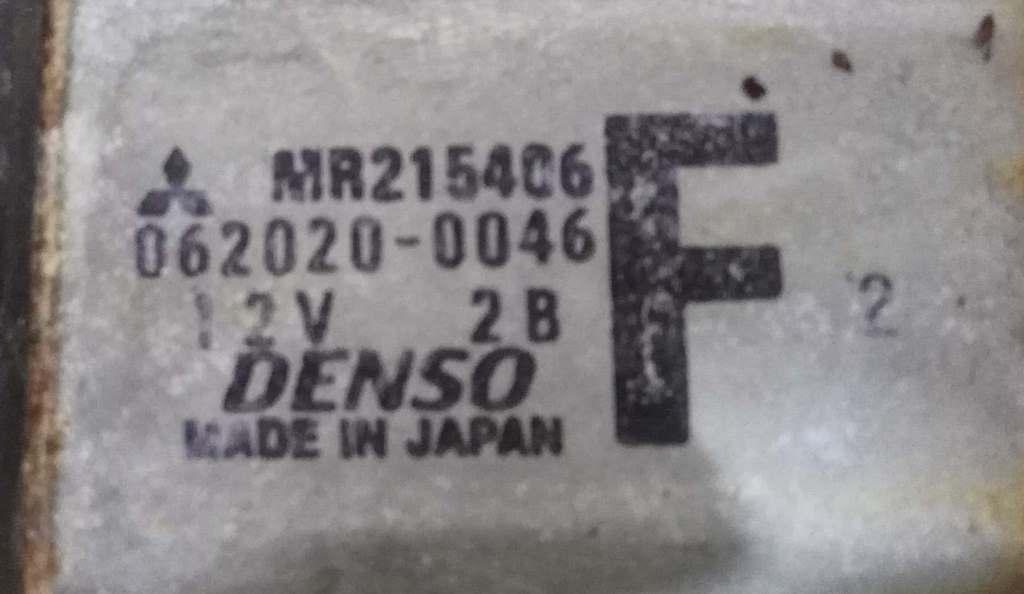 MR215406
062020-0046
12V 2B
DENSO
MADE IN JAPAN
F
2